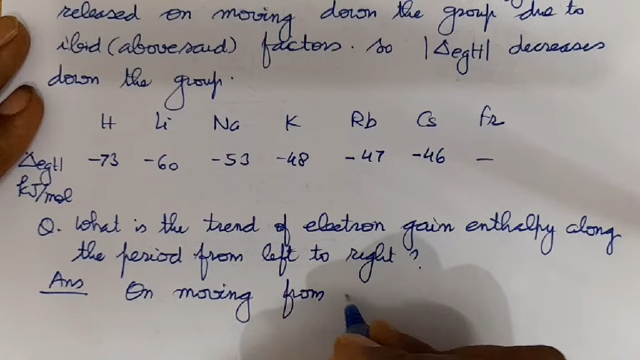 released on moving down the group due to
ibid (abovesaid) factors. so |ΔegH| decreases
down the group.
H Li Na K Rb Cs Fr
ΔegH -73 -60 -53 -48 -47 -46 —
kJ/mol
Q. What is the trend of electron gain enthalpy along
the period from left to right?
Ans On moving from